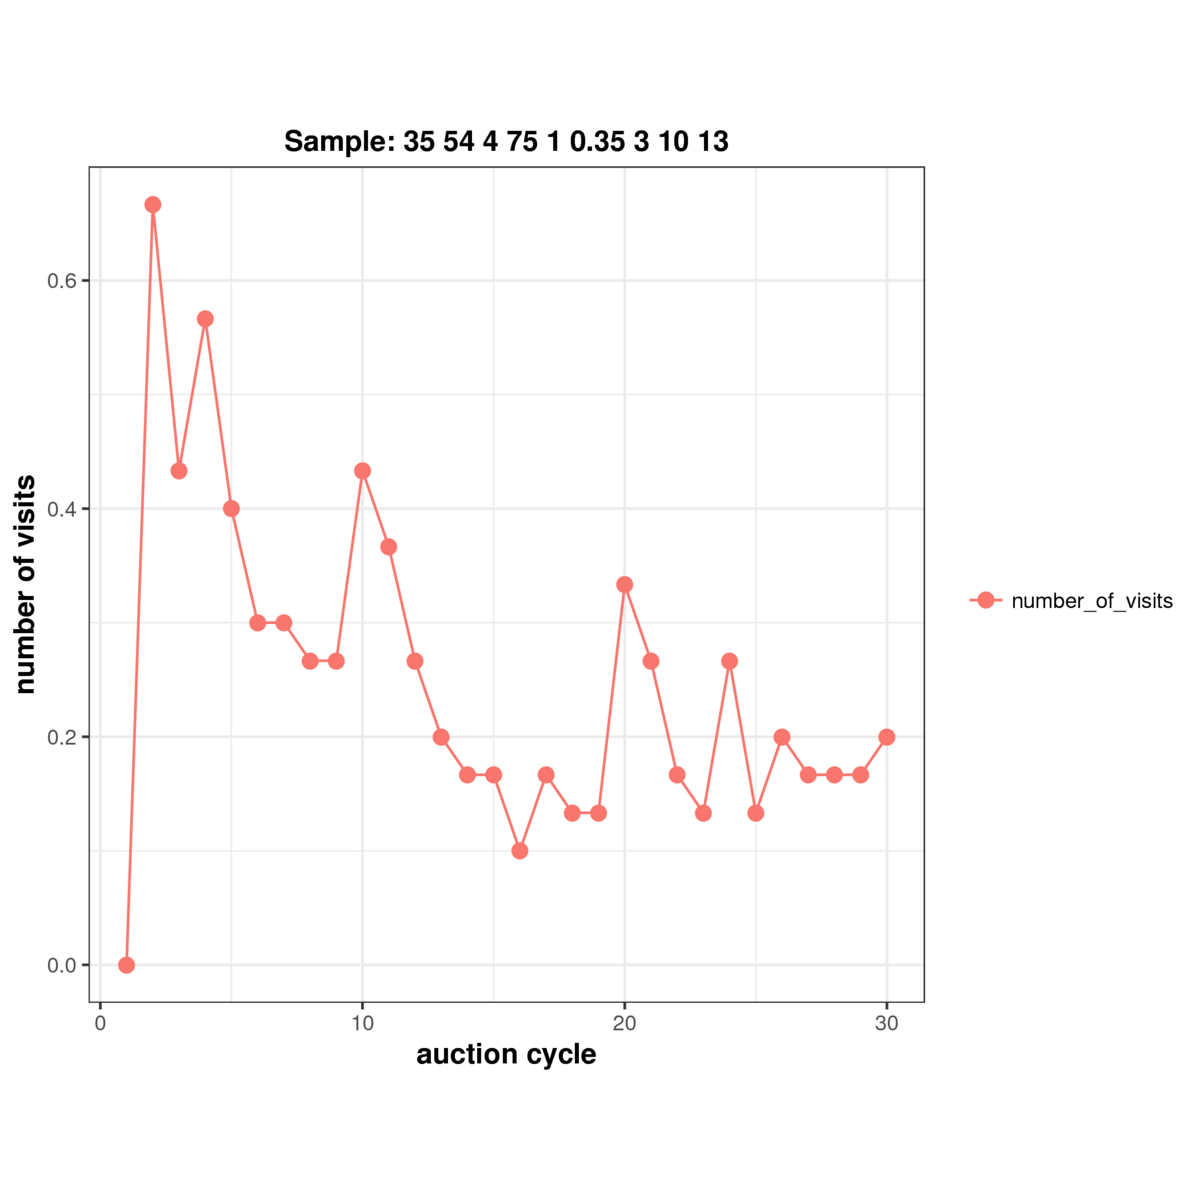 Sample: 35 54 4 75 1 0.35 3 10 13
number of visits
0.6
0.4
0.2
0.0
0 10 20 30
auction cycle
number_of_visits